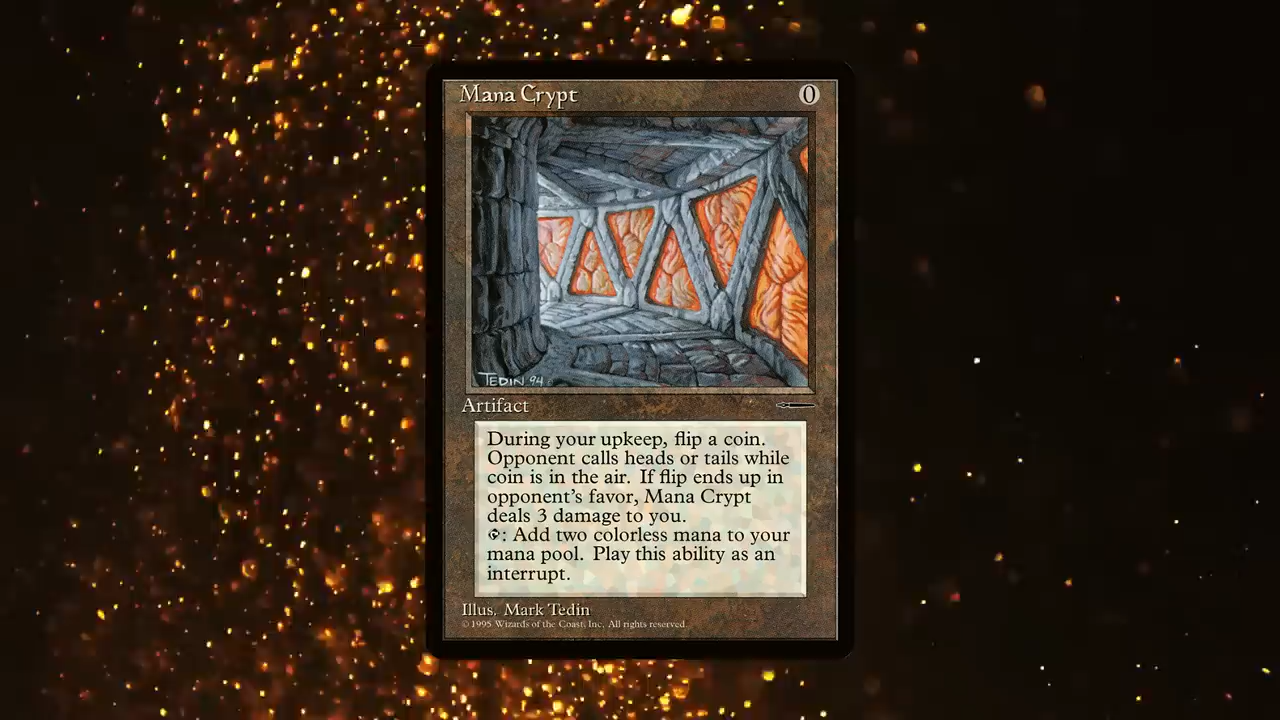 Mana Crypt 0
TEDIN 94
Artifact
During your upkeep, flip a coin.
Opponent calls heads or tails while
coin is in the air. If flip ends up in
opponent's favor, Mana Crypt
deals 3 damage to you.
: Add two colorless mana to your
mana pool. Play this ability as an
interrupt.
Illus. Mark Tedin
© 1995 Wizards of the Coast, Inc. All rights reserved.